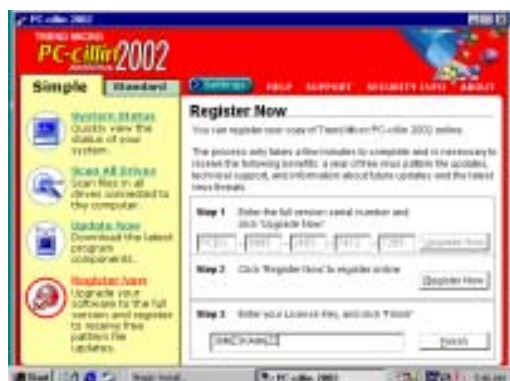 PC-cillin 2002
TREND MICRO
PC-cillin 2002
Simple
Standard
Settings
HELP
SUPPORT
SECURITY INFO
ABOUT
System Status
Quickly view the
status of your
system.
Scan All Drives
Scan files in all
drives connected to
the computer.
Update Now
Download the latest
program
components.
Register Now
Upgrade your
software to the full
version and register
to receive free
pattern file
updates.
Register Now
You can register your copy of Trend Micro PC-cillin 2002 online.
The process only takes a few minutes to complete and is necessary to
receive the following benefits: a year of free virus pattern file updates,
technical support, and information about future updates and the latest
virus threats.
Step 1 Enter the full version serial number and
click 'Upgrade Now'
Upgrade Now
Step 2 Click 'Register Now' to register online
Register Now
Step 3 Enter your License Key, and click 'Finish'
Finish
Start
PC-cillin 2002